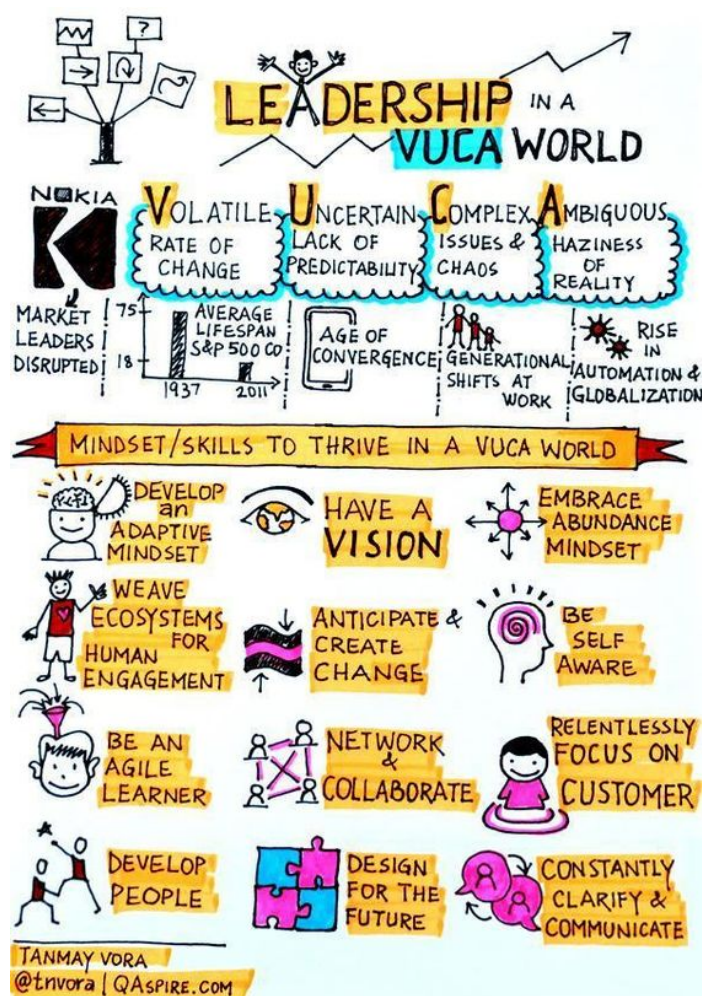 ?
LEADERSHIP IN A
VUCA WORLD
NOKIA
VOLATILE
RATE OF
CHANGE
UNCERTAIN
LACK OF
PREDICTABILITY
COMPLEX
ISSUES &
CHAOS
AMBIGUOUS
HAZINESS
OF
REALITY
MARKET
LEADERS
DISRUPTED
75
18
AVERAGE
LIFESPAN
S&P 500 CO
1937 2011
AGE OF
CONVERGENCE
GENERATIONAL
SHIFTS AT
WORK
RISE
IN
AUTOMATION &
GLOBALIZATION
MINDSET/SKILLS TO THRIVE IN A VUCA WORLD
DEVELOP
an
ADAPTIVE
MINDSET
HAVE A
VISION
EMBRACE
ABUNDANCE
MINDSET
WEAVE
ECOSYSTEMS
FOR
HUMAN
ENGAGEMENT
ANTICIPATE &
CREATE
CHANGE
BE
SELF
AWARE
BE AN
AGILE
LEARNER
NETWORK
&
COLLABORATE
RELENTLESSLY
FOCUS ON
CUSTOMER
DEVELOP
PEOPLE
DESIGN
FOR THE
FUTURE
CONSTANTLY
CLARIFY &
COMMUNICATE
TANMAY VORA
@tnvora | QASPIRE.COM